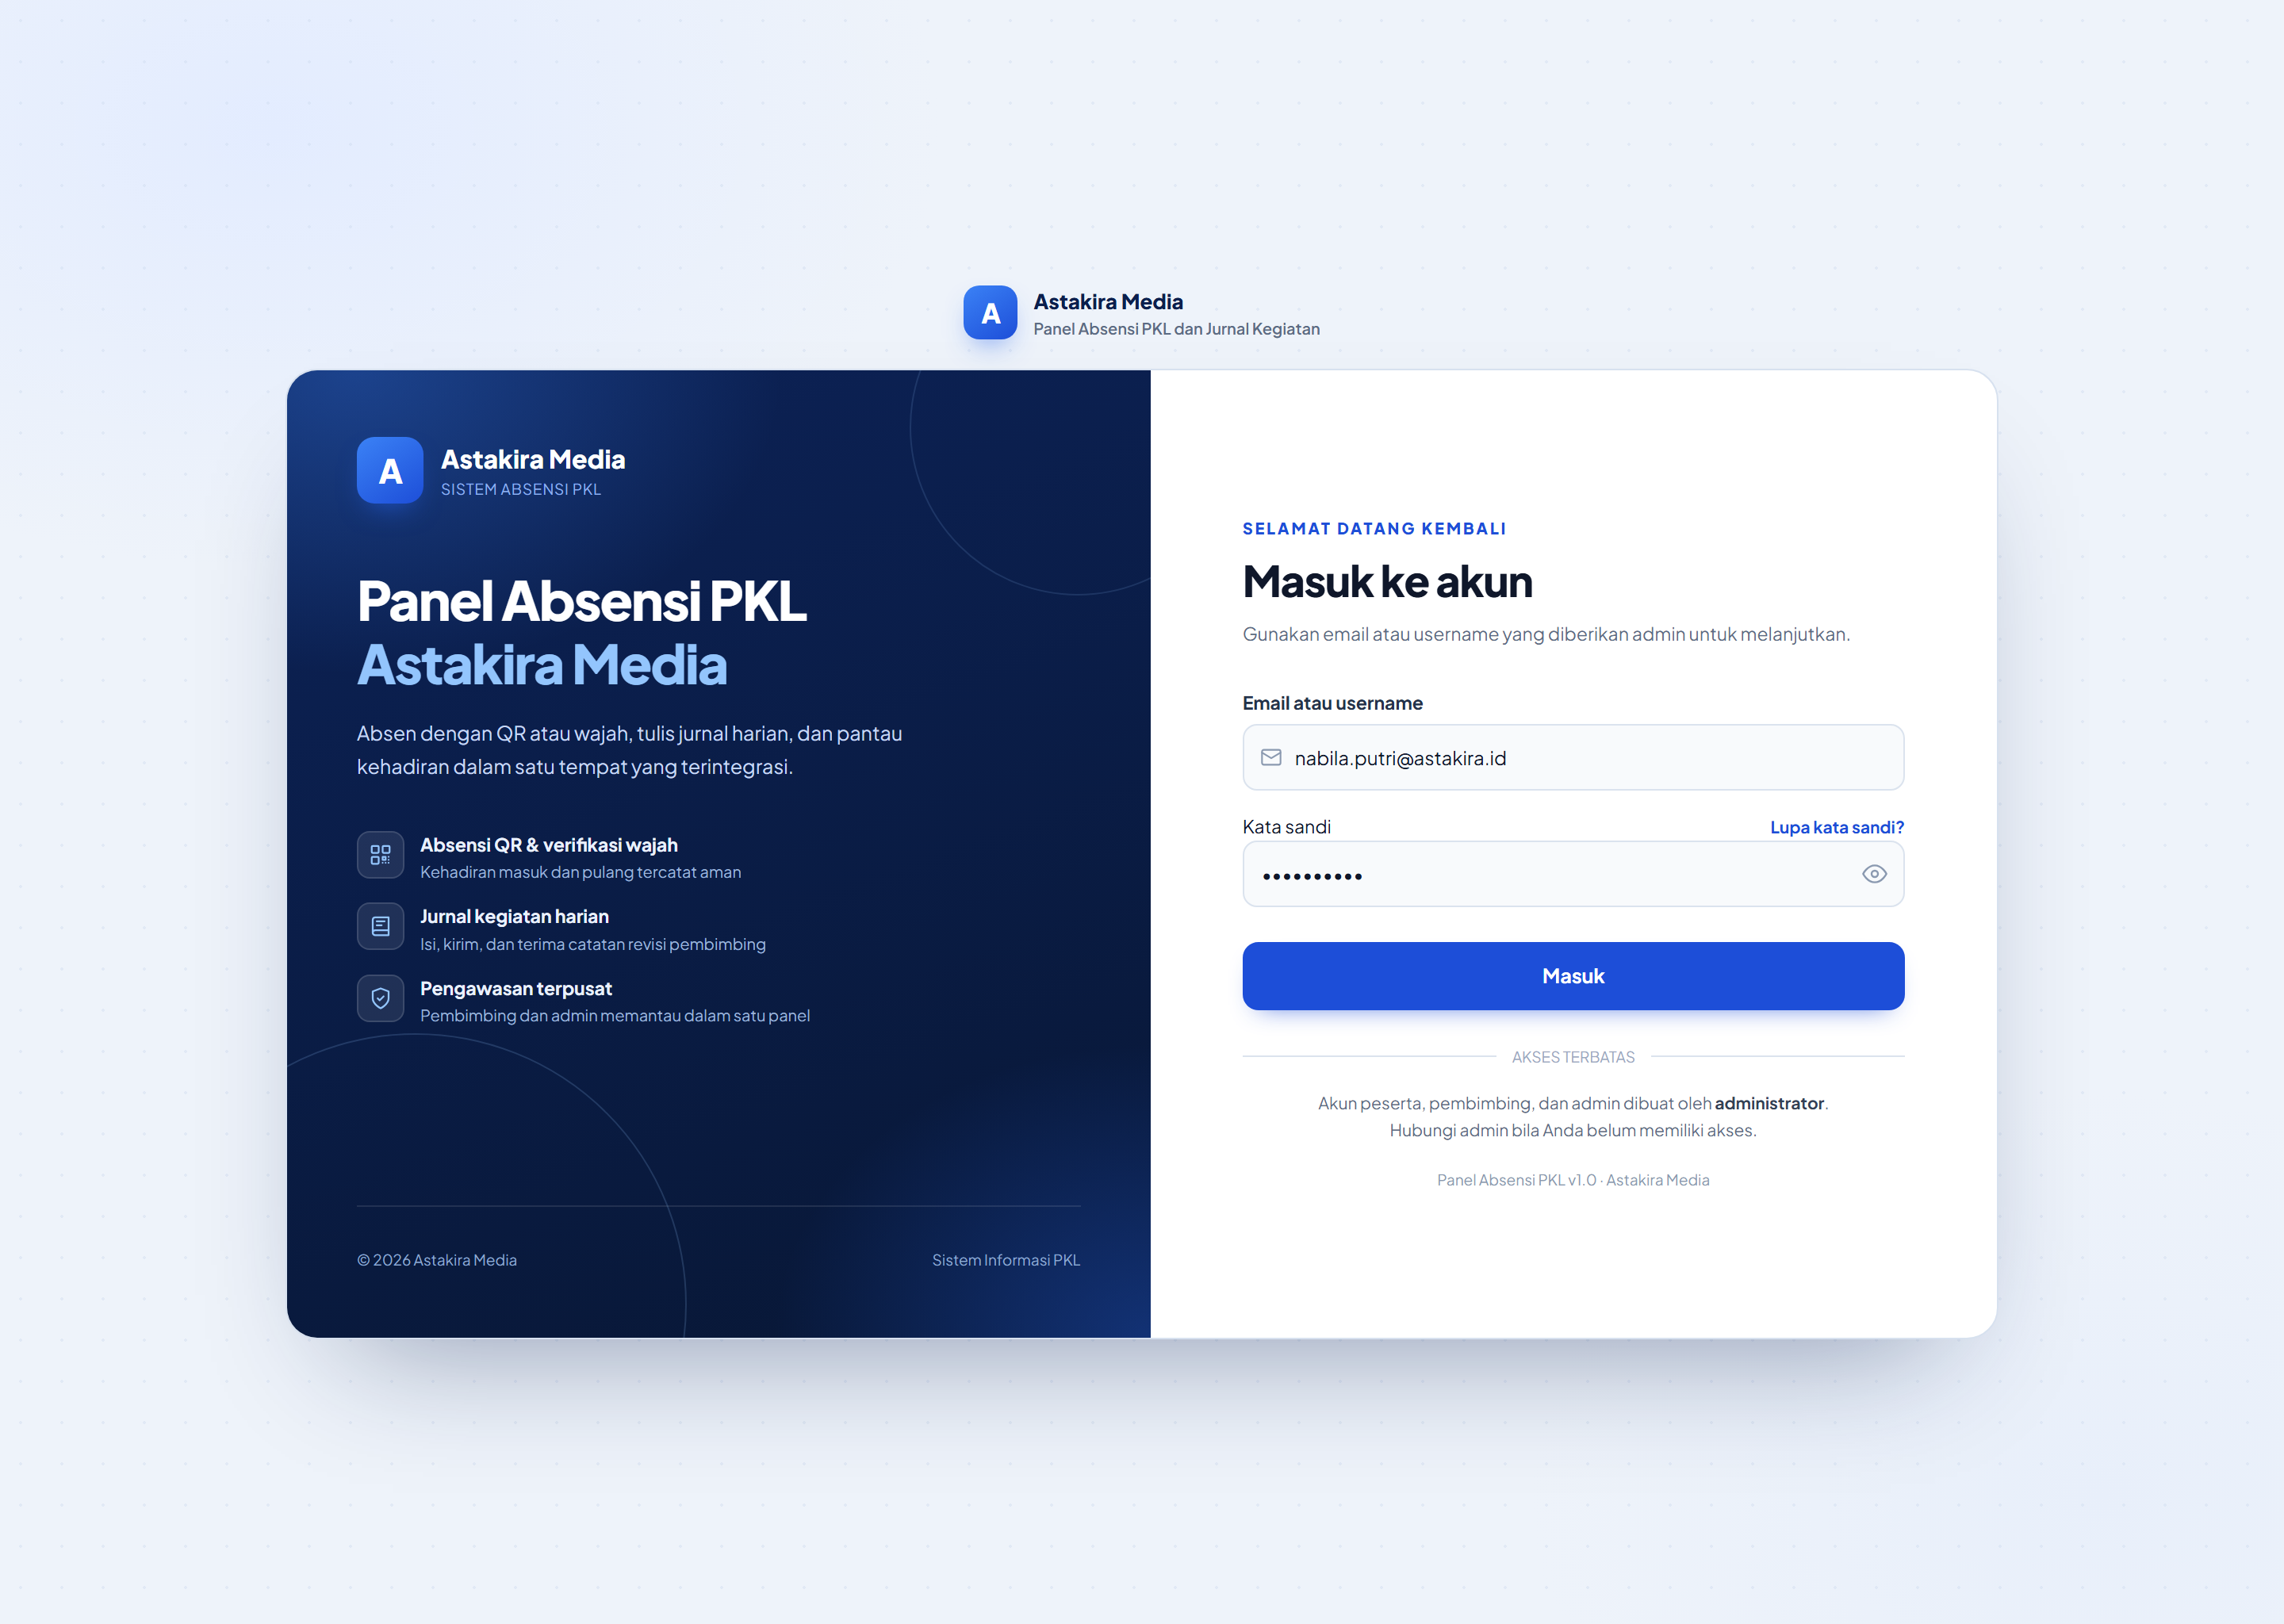 A
Astakira Media
Panel Absensi PKL dan Jurnal Kegiatan
A
Astakira Media
SISTEM ABSENSI PKL
Panel Absensi PKL
Astakira Media
Absen dengan QR atau wajah, tulis jurnal harian, dan pantau
kehadiran dalam satu tempat yang terintegrasi.
Absensi QR & verifikasi wajah
Kehadiran masuk dan pulang tercatat aman
Jurnal kegiatan harian
Isi, kirim, dan terima catatan revisi pembimbing
Pengawasan terpusat
Pembimbing dan admin memantau dalam satu panel
© 2026 Astakira Media
Sistem Informasi PKL
SELAMAT DATANG KEMBALI
Masuk ke akun
Gunakan email atau username yang diberikan admin untuk melanjutkan.
Email atau username
nabila.putri@astakira.id
Kata sandi
Lupa kata sandi?
••••••••••
Masuk
AKSES TERBATAS
Akun peserta, pembimbing, dan admin dibuat oleh administrator.
Hubungi admin bila Anda belum memiliki akses.
Panel Absensi PKL v1.0 · Astakira Media